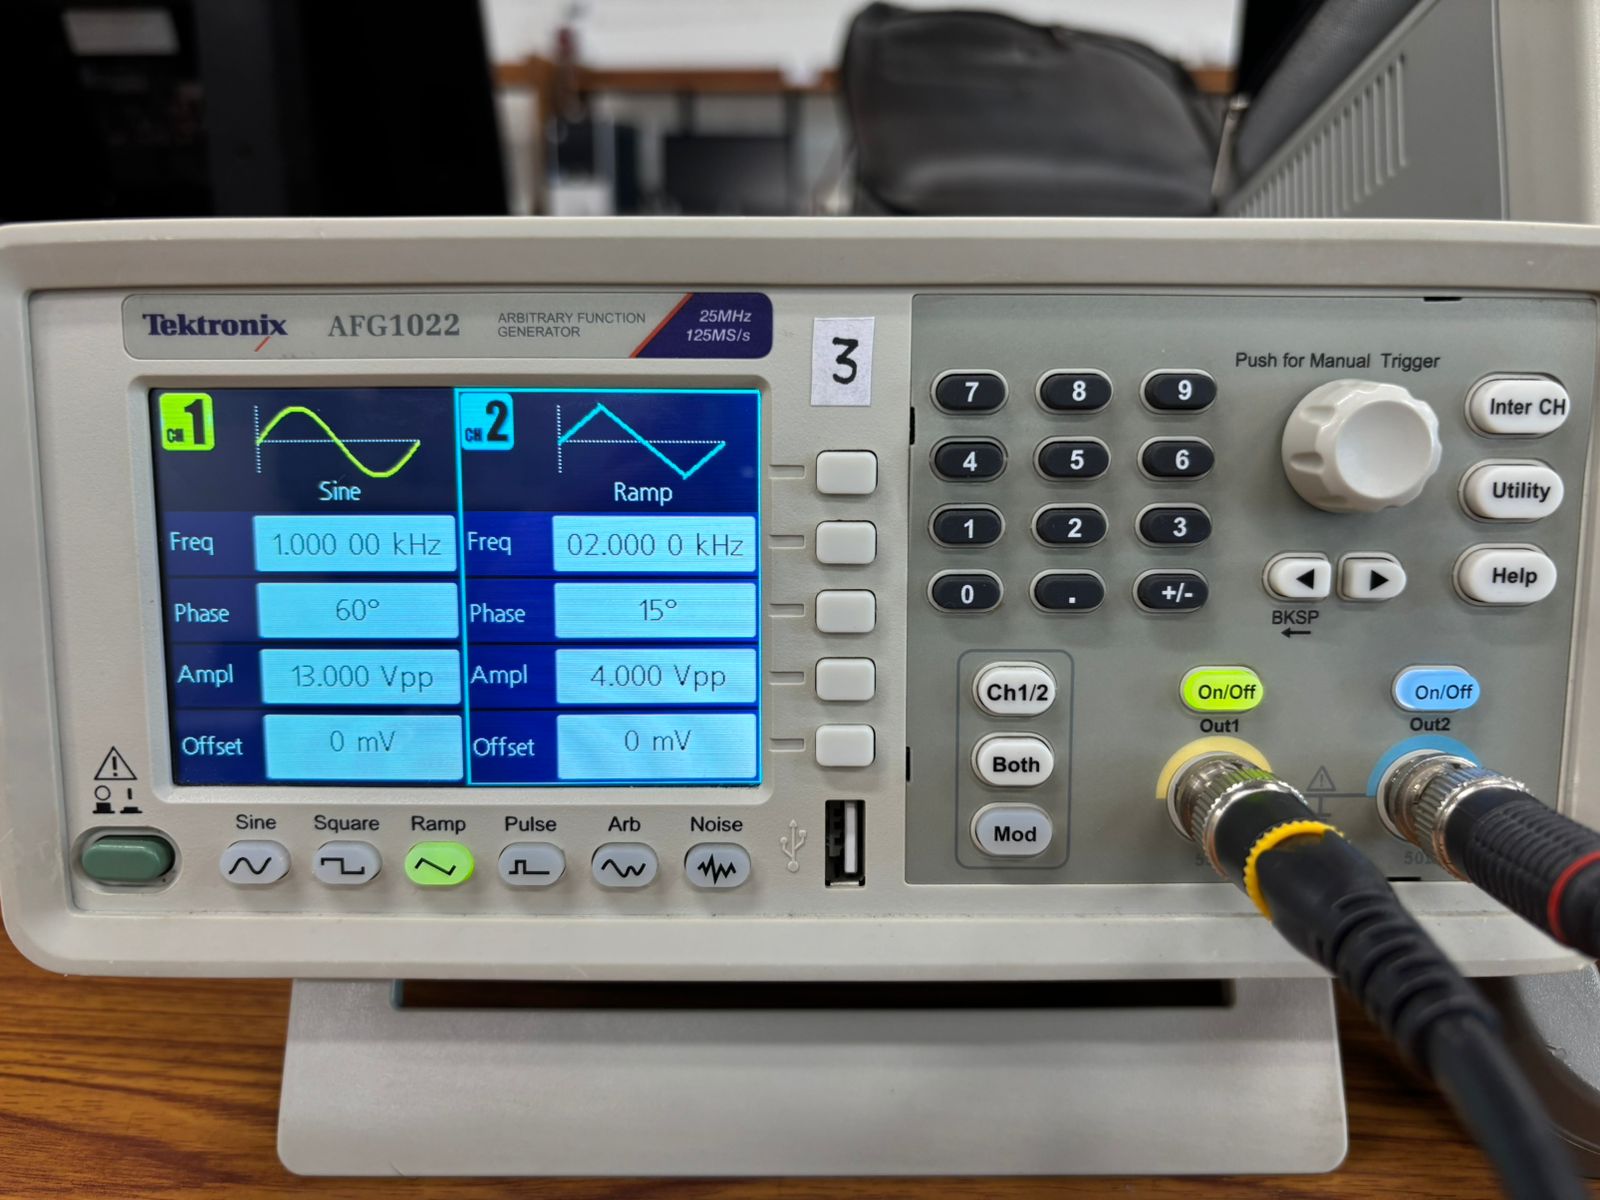 Tektronix AFG1022 ARBITRARY FUNCTION
GENERATOR
25MHz
125MS/s
3
CH 1
Sine
Freq 1.000 00 kHz
Phase 60°
Ampl 13.000 Vpp
Offset 0 mV
CH 2
Ramp
Freq 02.000 0 kHz
Phase 15°
Ampl 4.000 Vpp
Offset 0 mV
Sine Square Ramp Pulse Arb Noise
7 8 9
4 5 6
1 2 3
0 . +/-
Push for Manual Trigger
Inter CH
Utility
Help
BKSP
Ch1/2
Both
Mod
On/Off
Out1
On/Off
Out2